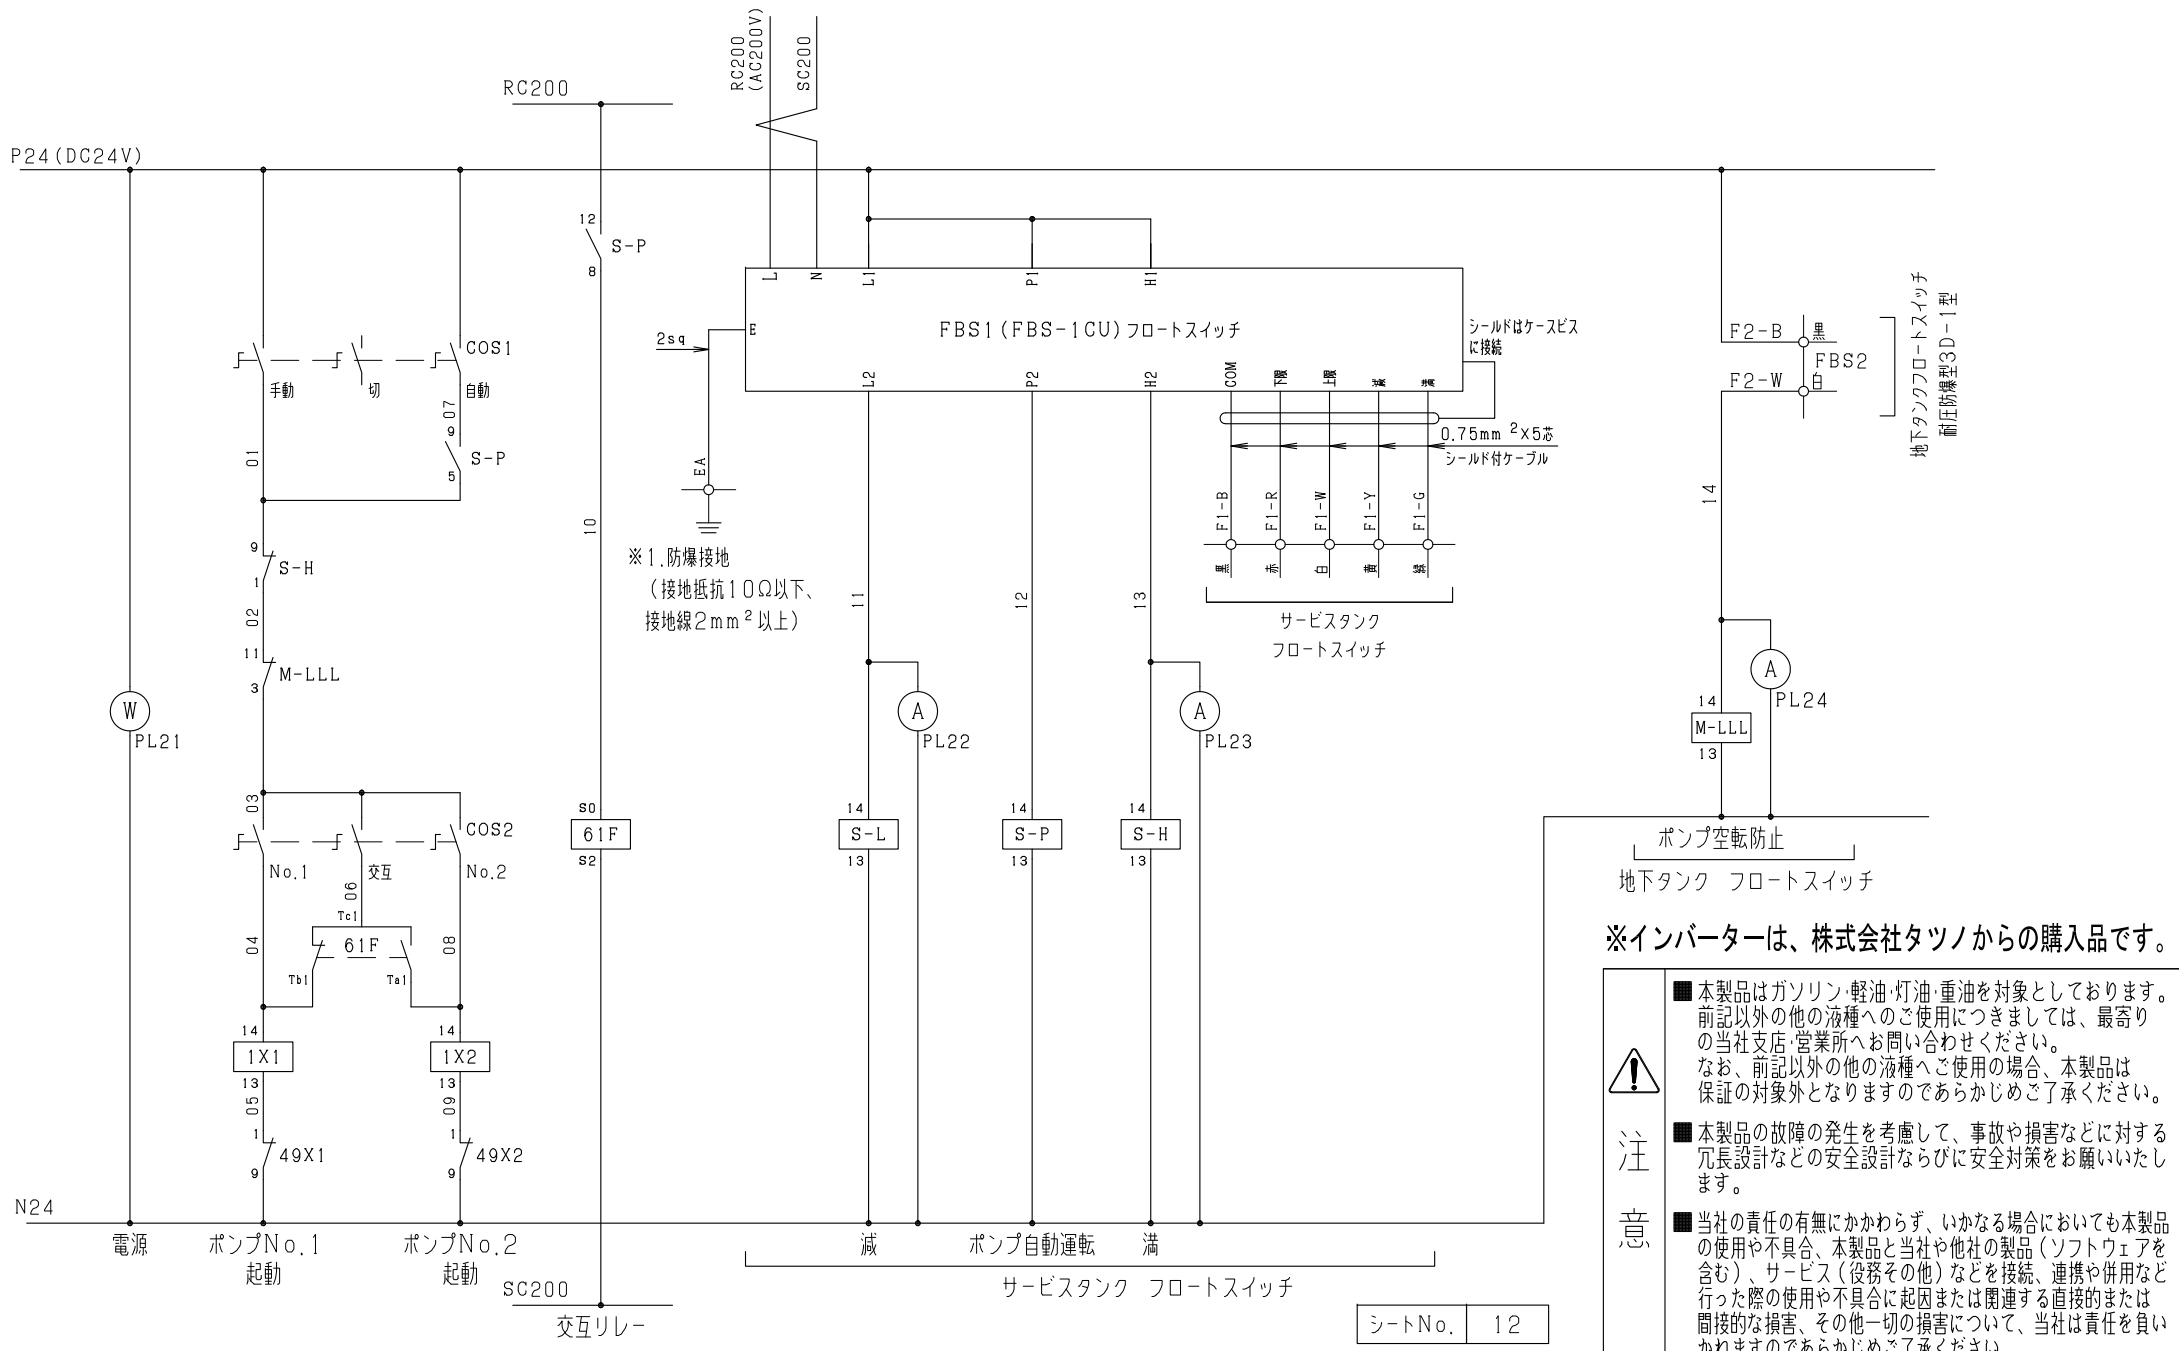 RC200
(AC200V)
SC200
RC200
P24(DC24V)
12
S-P
8
L
N
L1
P1
H1
E
FBS1(FBS-1CU)フロートスイッチ
シールドはケースビス
に接続
2sq
L2
P2
H2
COM
下限
上限
減
満
COS1
手動
切
自動
07
9
S-P
5
01
F2-B
黒
FBS2
F2-W
白
地下タンクフロートスイッチ
耐圧防爆型3D-1型
0.75mm²×5芯
シールド付ケーブル
EA
F1-B
F1-R
F1-W
F1-Y
F1-G
黒
赤
白
黄
緑
サービスタンク
フロートスイッチ
14
10
9
S-H
1
※1.防爆接地
(接地抵抗10Ω以下、
接地線2mm²以上)
02
11
M-LLL
3
11
12
13
W
PL21
A
PL22
A
PL23
A
PL24
14
M-LLL
13
03
COS2
No.1
交互
No.2
06
S0
61F
S2
14
S-L
13
14
S-P
13
14
S-H
13
ポンプ空転防止
地下タンク フロートスイッチ
04
Tc1
61F
Tb1
Ta1
08
14
1X1
13
14
1X2
13
05
09
1
49X1
9
1
49X2
9
N24
電源
ポンプNo.1
起動
ポンプNo.2
起動
減
ポンプ自動運転
満
サービスタンク フロートスイッチ
SC200
交互リレー
シートNo.
12
※インバーターは、株式会社タツノからの購入品です。
注
意
■本製品はガソリン・軽油・灯油・重油を対象としております。
前記以外の他の液種へのご使用につきましては、最寄り
の当社支店・営業所へお問い合わせください。
なお、前記以外の他の液種へご使用の場合、本製品は
保証の対象外となりますのであらかじめご了承ください。
■本製品の故障の発生を考慮して、事故や損害などに対する
冗長設計などの安全設計ならびに安全対策をお願いいたし
ます。
■当社の責任の有無にかかわらず、いかなる場合においても本製品
の使用や不具合、本製品と当社や他社の製品(ソフトウェアを
含む)、サービス(役務その他)などを接続、連携や併用など
行った際の使用や不具合に起因または関連する直接的または
間接的な損害、その他一切の損害について、当社は責任を負い
かねますのであらかじめご了承ください。